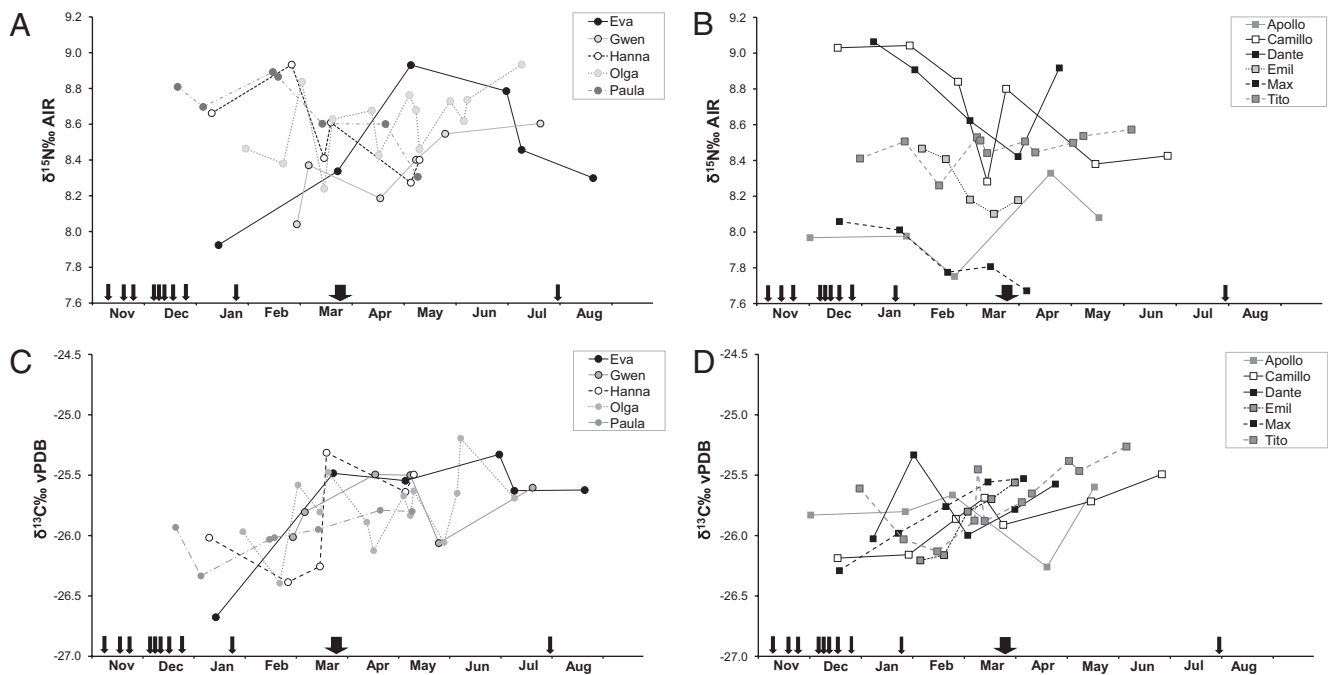 A
δ¹⁵N‰ AIR
9.2
9.0
8.8
8.6
8.4
8.2
8.0
7.8
7.6
Nov Dec Jan Feb Mar Apr May Jun Jul Aug
Eva
Gwen
Hanna
Olga
Paula
B
δ¹⁵N‰ AIR
9.2
9.0
8.8
8.6
8.4
8.2
8.0
7.8
7.6
Nov Dec Jan Feb Mar Apr May Jun Jul Aug
Apollo
Camillo
Dante
Emil
Max
Tito
C
δ¹³C‰ vPDB
-24.5
-25.0
-25.5
-26.0
-26.5
-27.0
Nov Dec Jan Feb Mar Apr May Jun Jul Aug
Eva
Gwen
Hanna
Olga
Paula
D
δ¹³C‰ vPDB
-24.5
-25.0
-25.5
-26.0
-26.5
-27.0
Nov Dec Jan Feb Mar Apr May Jun Jul Aug
Apollo
Camillo
Dante
Emil
Max
Tito